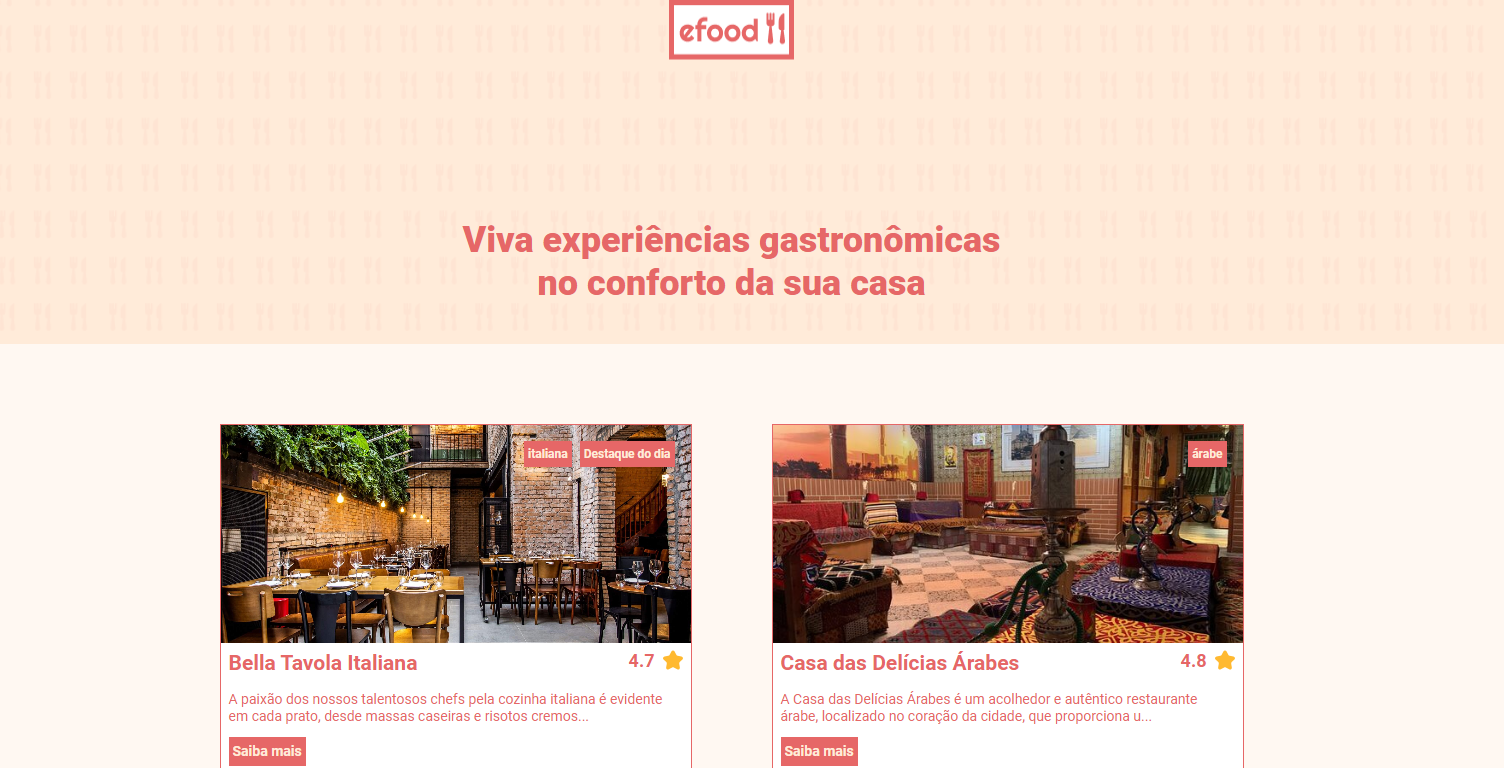 efood
Viva experiências gastronômicas
no conforto da sua casa
italiana
Destaque do dia
árabe
Bella Tavola Italiana
4.7
A paixão dos nossos talentosos chefs pela cozinha italiana é evidente
em cada prato, desde massas caseiras e risotos cremos...
Saiba mais
Casa das Delícias Árabes
4.8
A Casa das Delícias Árabes é um acolhedor e autêntico restaurante
árabe, localizado no coração da cidade, que proporciona u...
Saiba mais